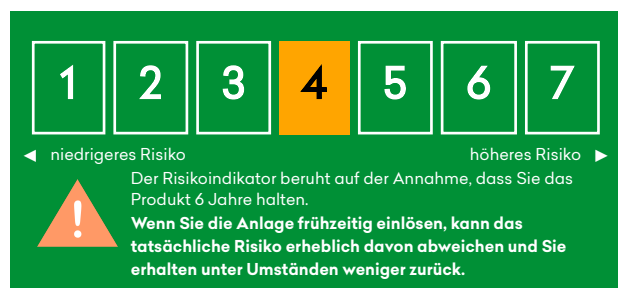 1 2 3 4 5 6 7
◄ niedrigeres Risiko höheres Risiko ►
Der Risikoindikator beruht auf der Annahme, dass Sie das
Produkt 6 Jahre halten.
Wenn Sie die Anlage frühzeitig einlösen, kann das
tatsächliche Risiko erheblich davon abweichen und Sie
erhalten unter Umständen weniger zurück.
!